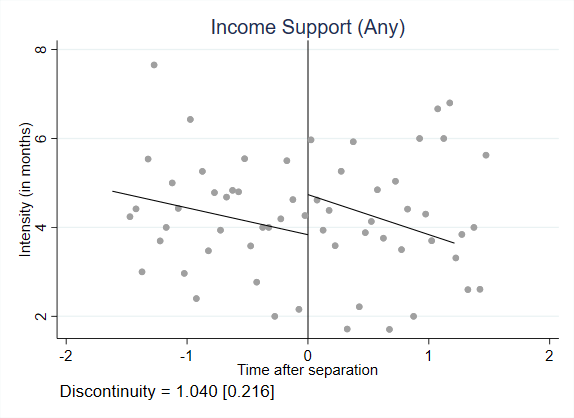 Income Support (Any)
Intensity (in months)
8
6
4
2
-2 -1 0 1 2
Time after separation
Discontinuity = 1.040 [0.216]